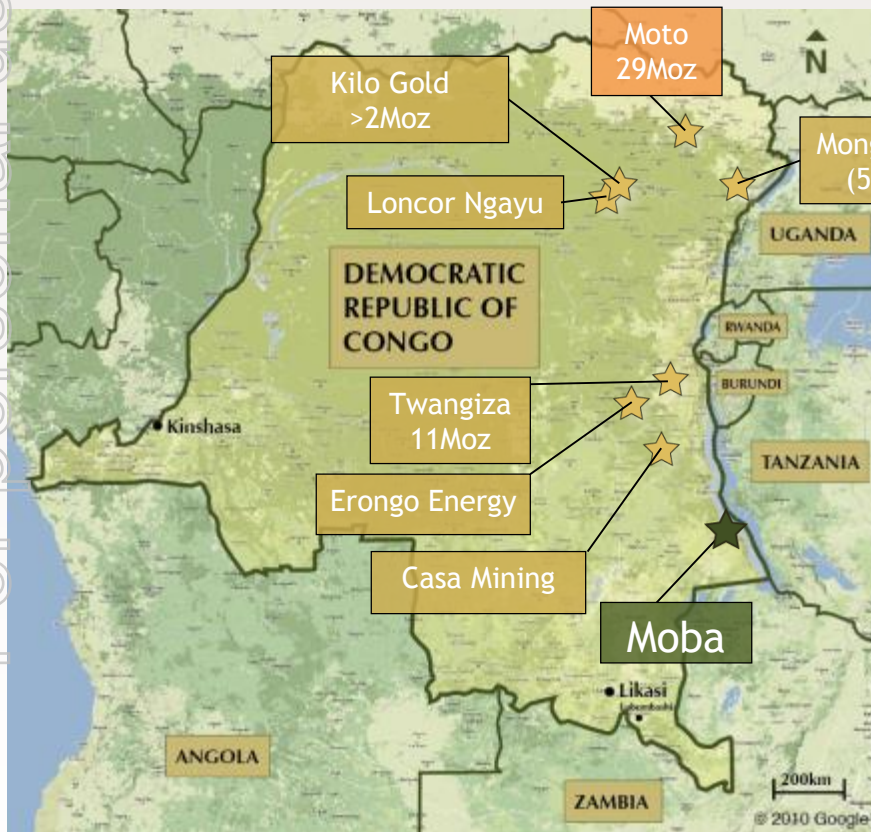 Moto
29Moz
N
Kilo Gold
>2Moz
Loncor Ngayu
UGANDA
DEMOCRATIC
REPUBLIC OF
CONGO
RWANDA
BURUNDI
Kinshasa
Twangiza
11Moz
TANZANIA
Erongo Energy
Casa Mining
Moba
Likasi
Lubumbashi
ANGOLA
ZAMBIA
200km
© 2010 Google